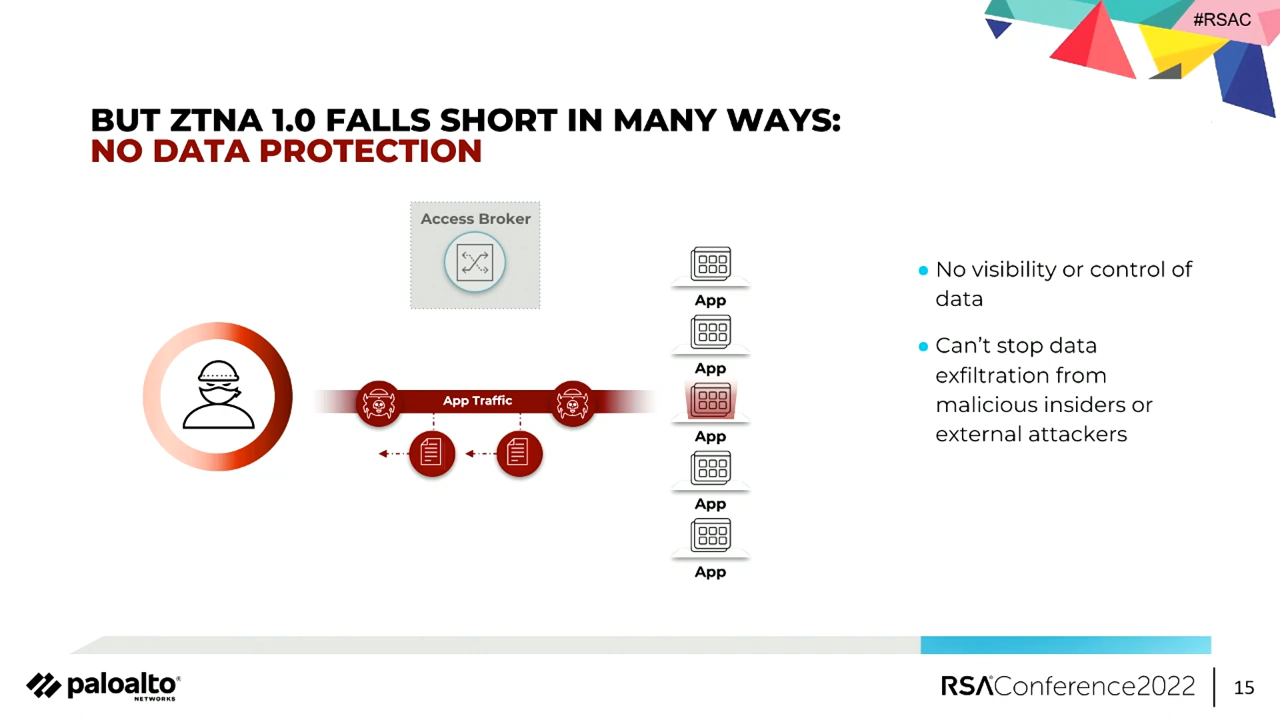 #RSAC
BUT ZTNA 1.0 FALLS SHORT IN MANY WAYS:
NO DATA PROTECTION
Access Broker
App Traffic
App
App
App
App
App
No visibility or control of
data
Can't stop data
exfiltration from
malicious insiders or
external attackers
paloalto
NETWORKS
RSAConference2022
15